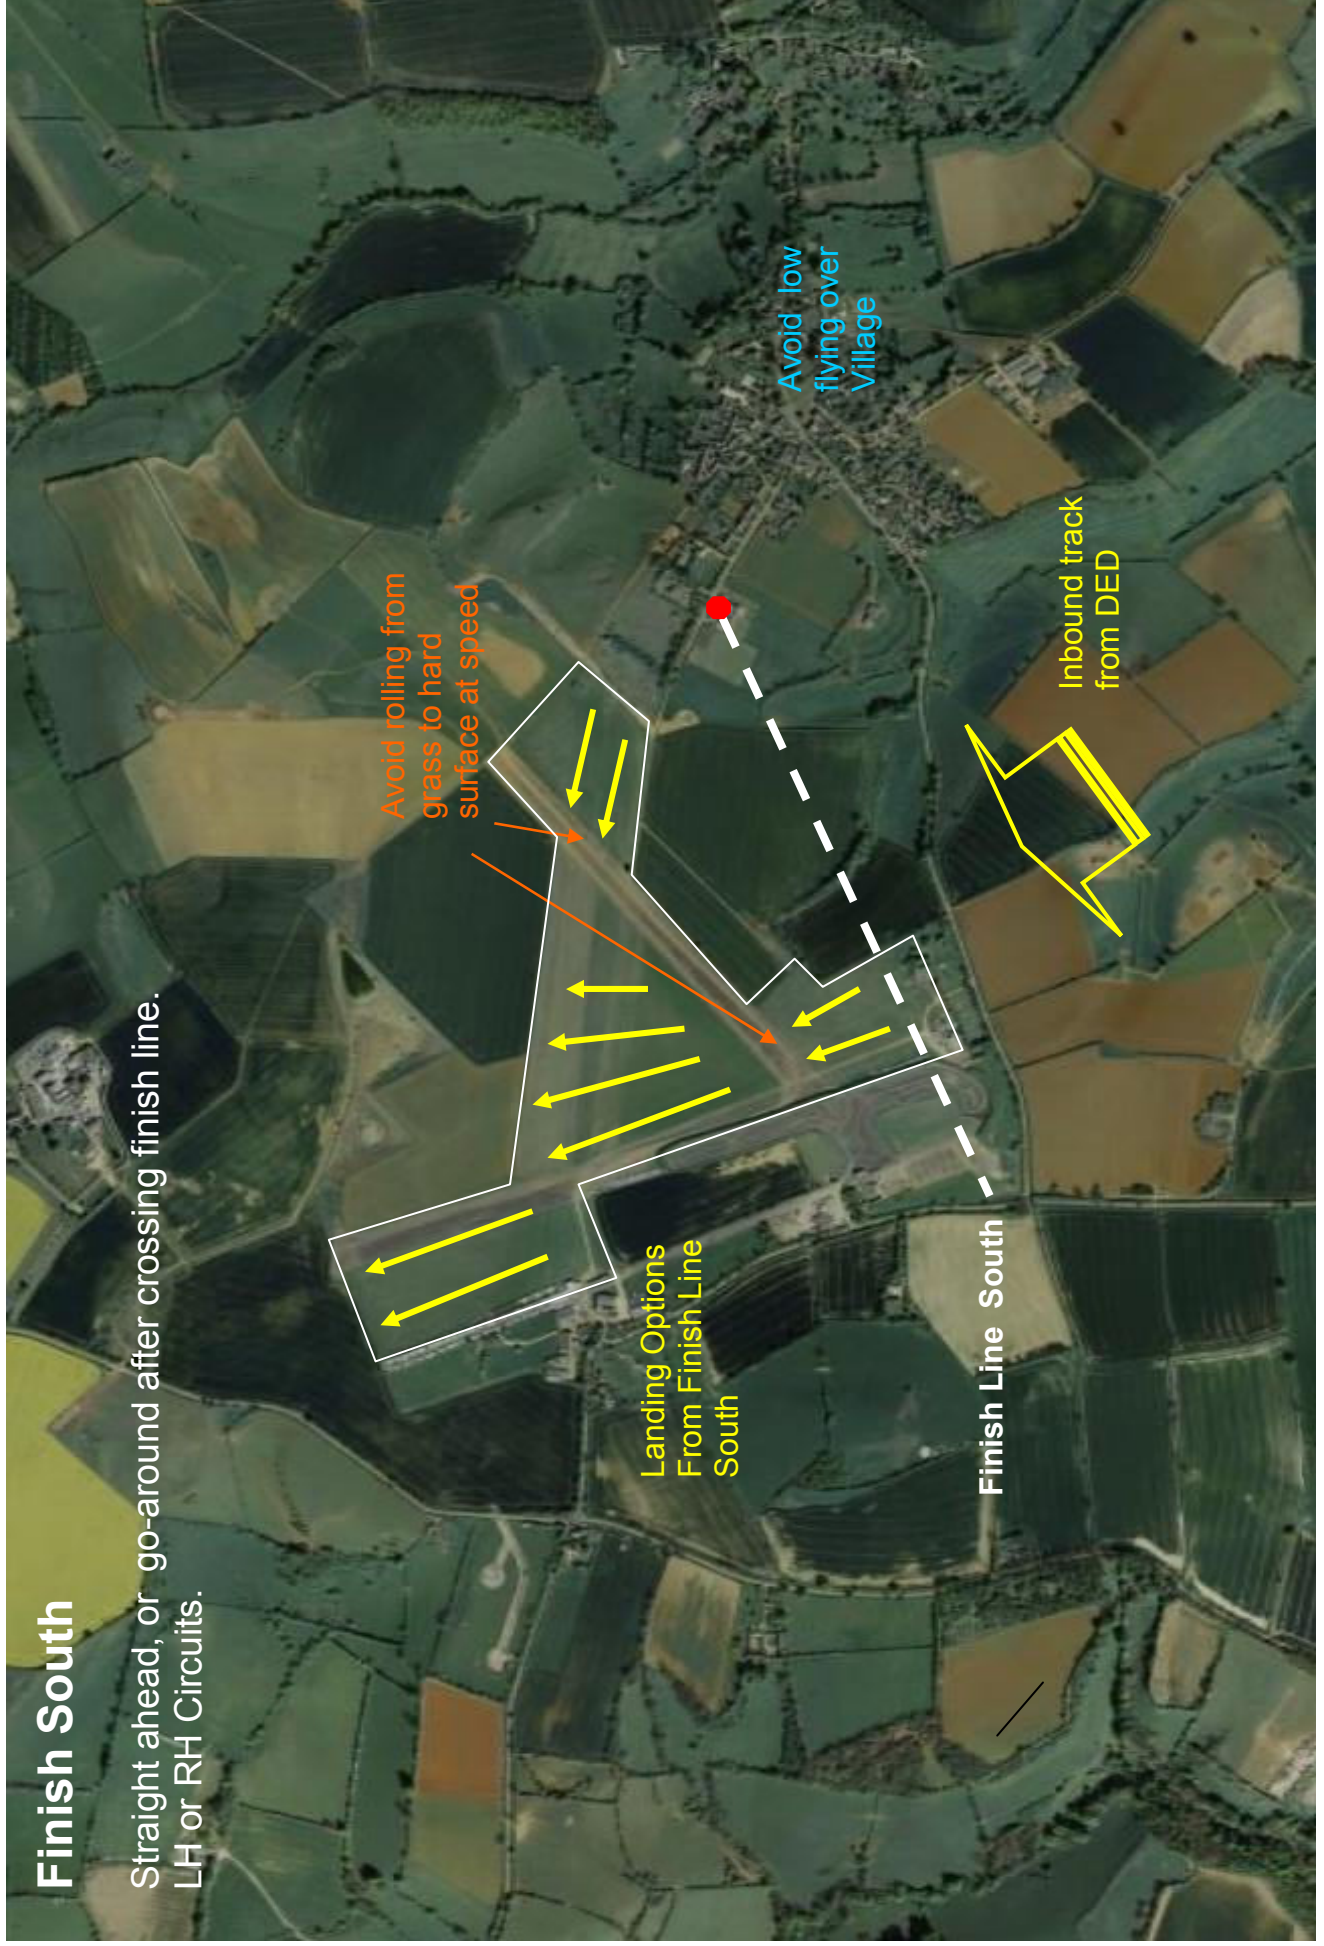 Finish South
Straight ahead, or go-around after crossing finish line.
LH or RH Circuits.
Avoid rolling from
grass to hard
surface at speed
Avoid low
flying over
Village
Landing Options
From Finish Line
South
Finish Line South
Inbound track
from DED